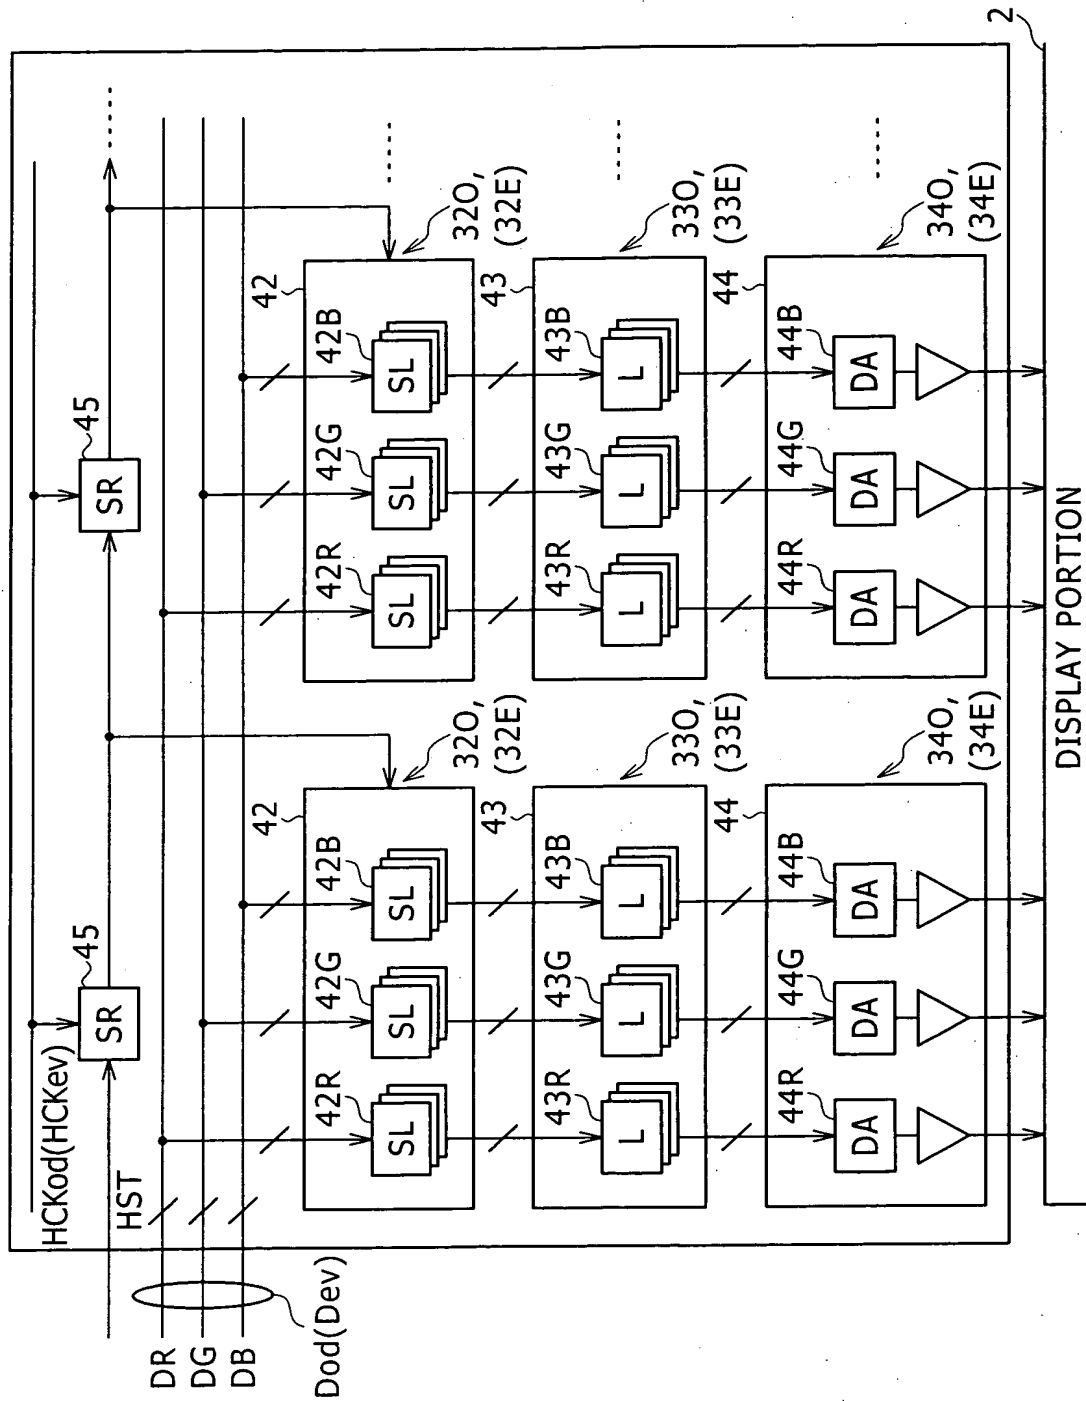 HCKod(HCKev)
HST
DR
DG
DB
Dod(Dev)
SR
45
SR
45
42
42R
SL
42G
SL
42B
SL
32O,
(32E)
42
42R
SL
42G
SL
42B
SL
32O,
(32E)
43
43R
L
43G
L
43B
L
33O,
(33E)
43
43R
L
43G
L
43B
L
33O,
(33E)
44
44R
DA
44G
DA
44B
DA
34O,
(34E)
44
44R
DA
44G
DA
44B
DA
34O,
(34E)
DISPLAY PORTION
2